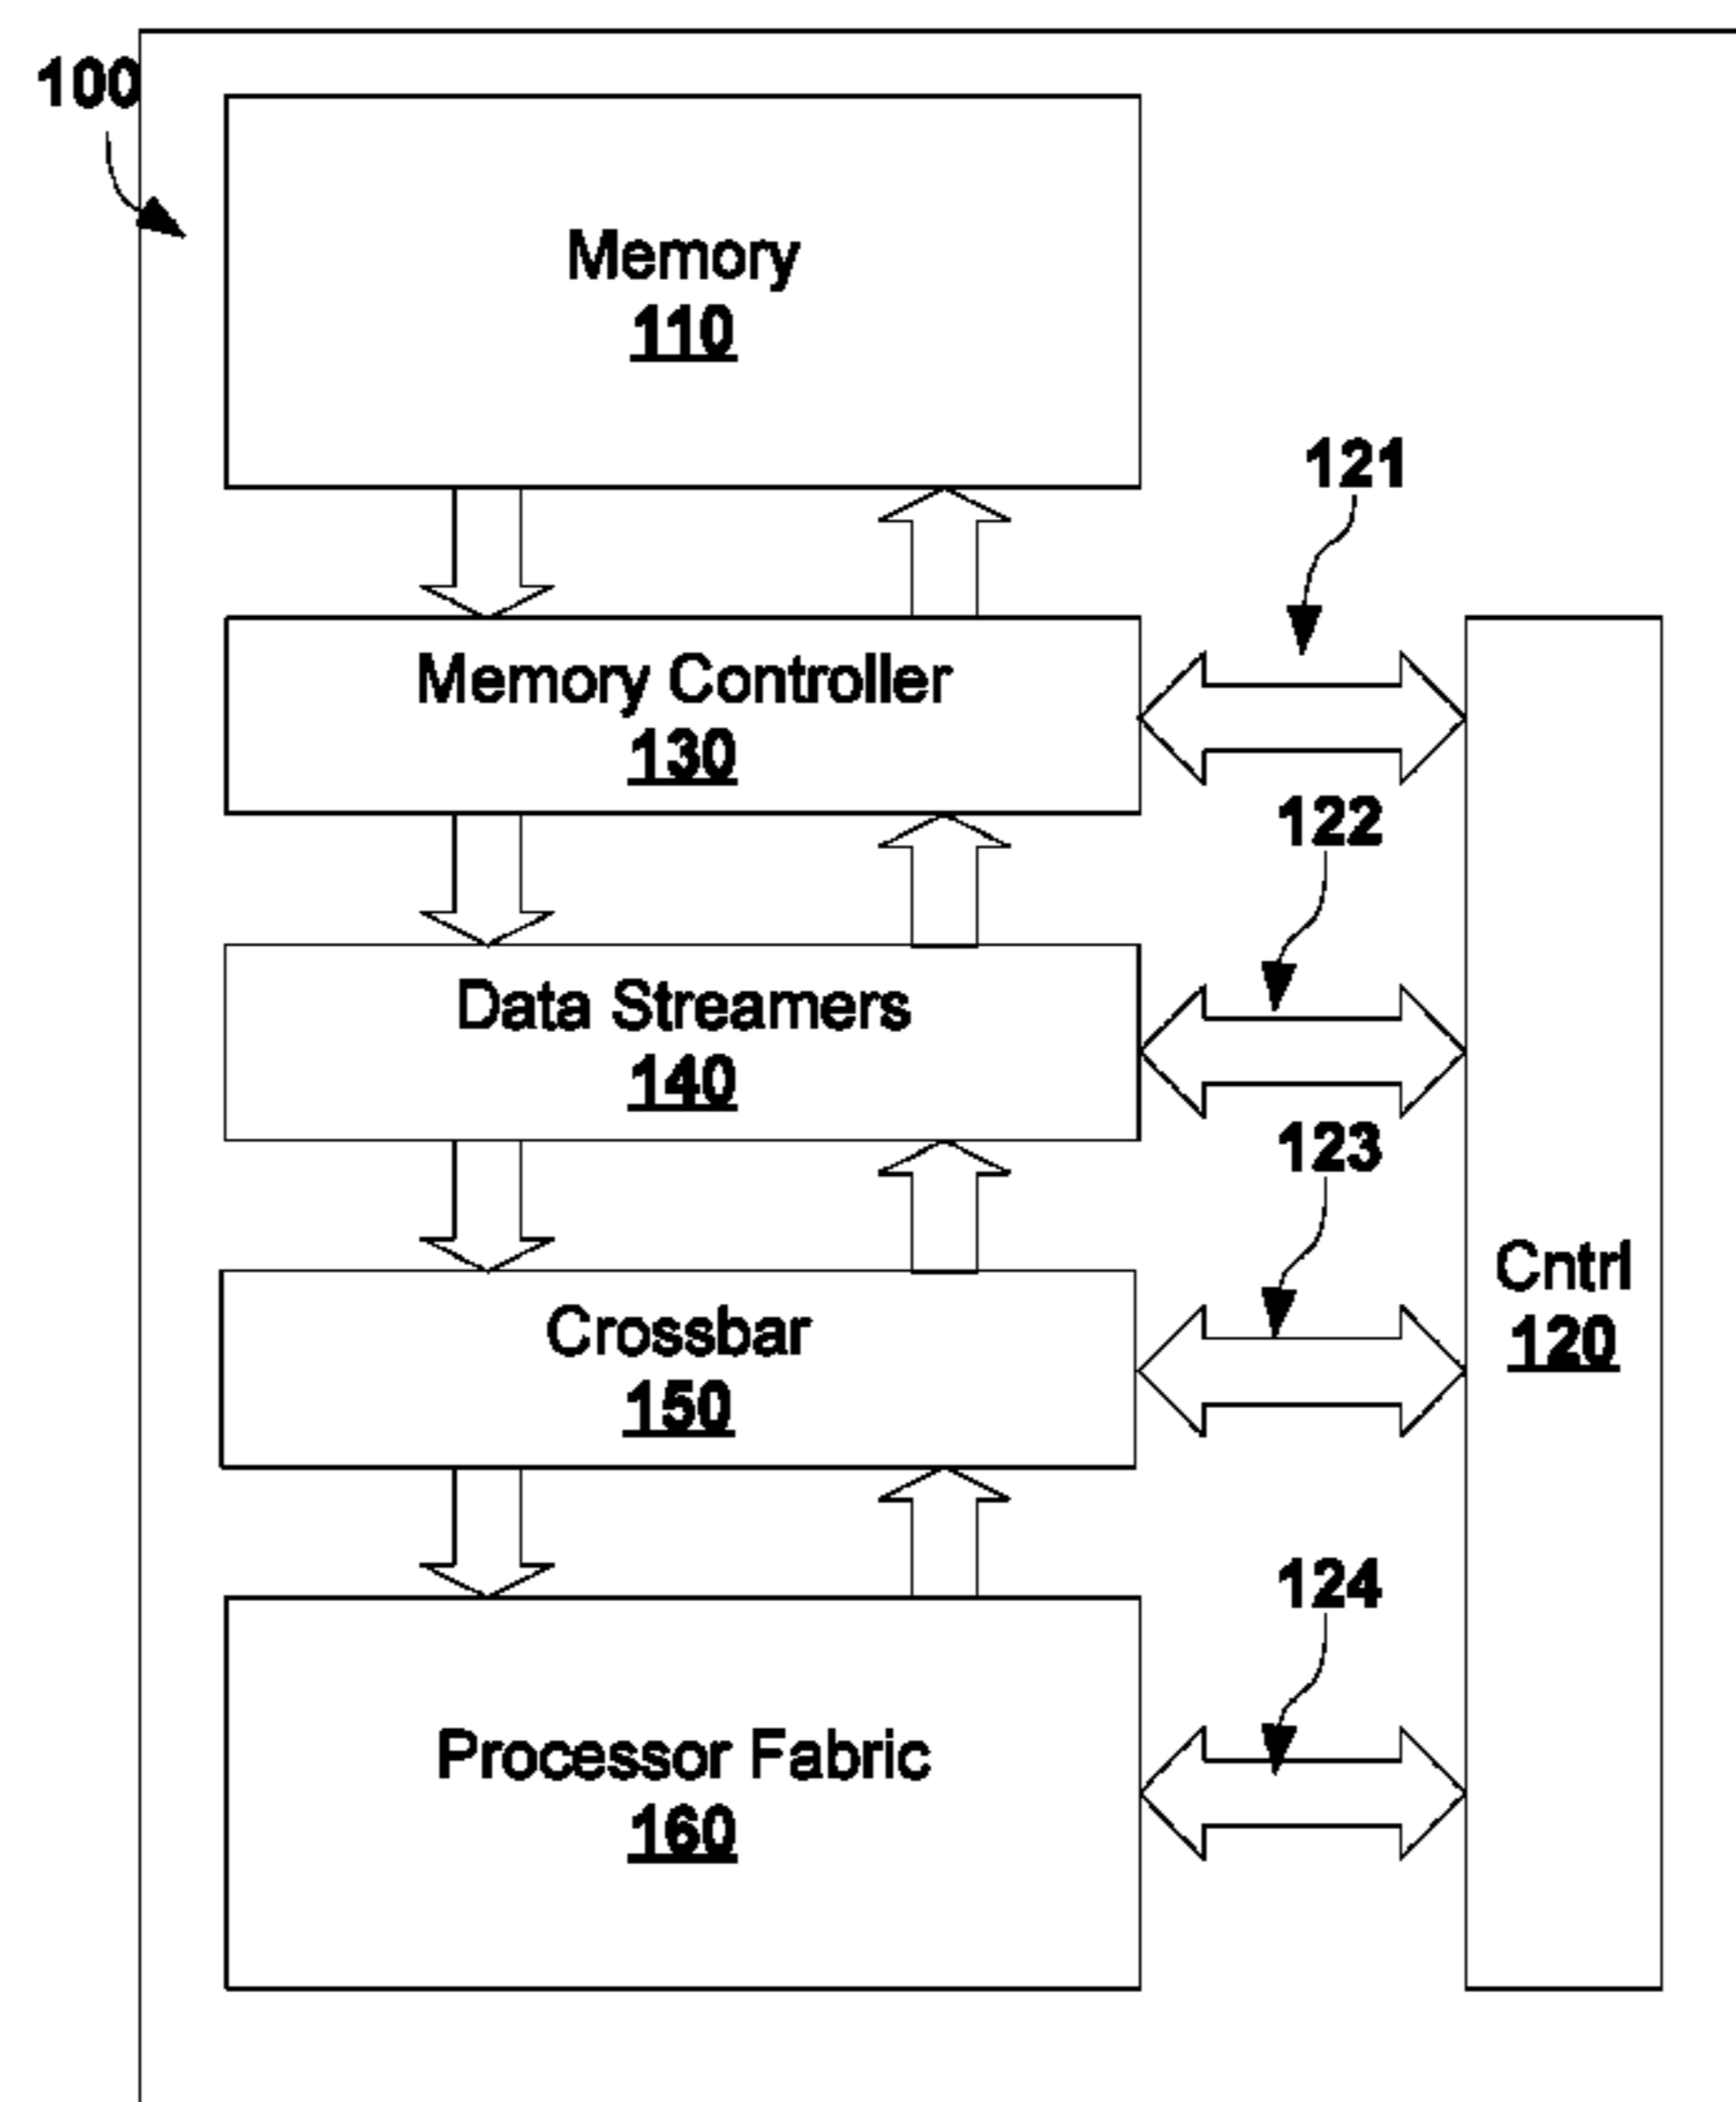 100
Memory
110
121
Memory Controller
130
122
Data Streamers
140
123
Cntrl
120
Crossbar
150
124
Processor Fabric
160